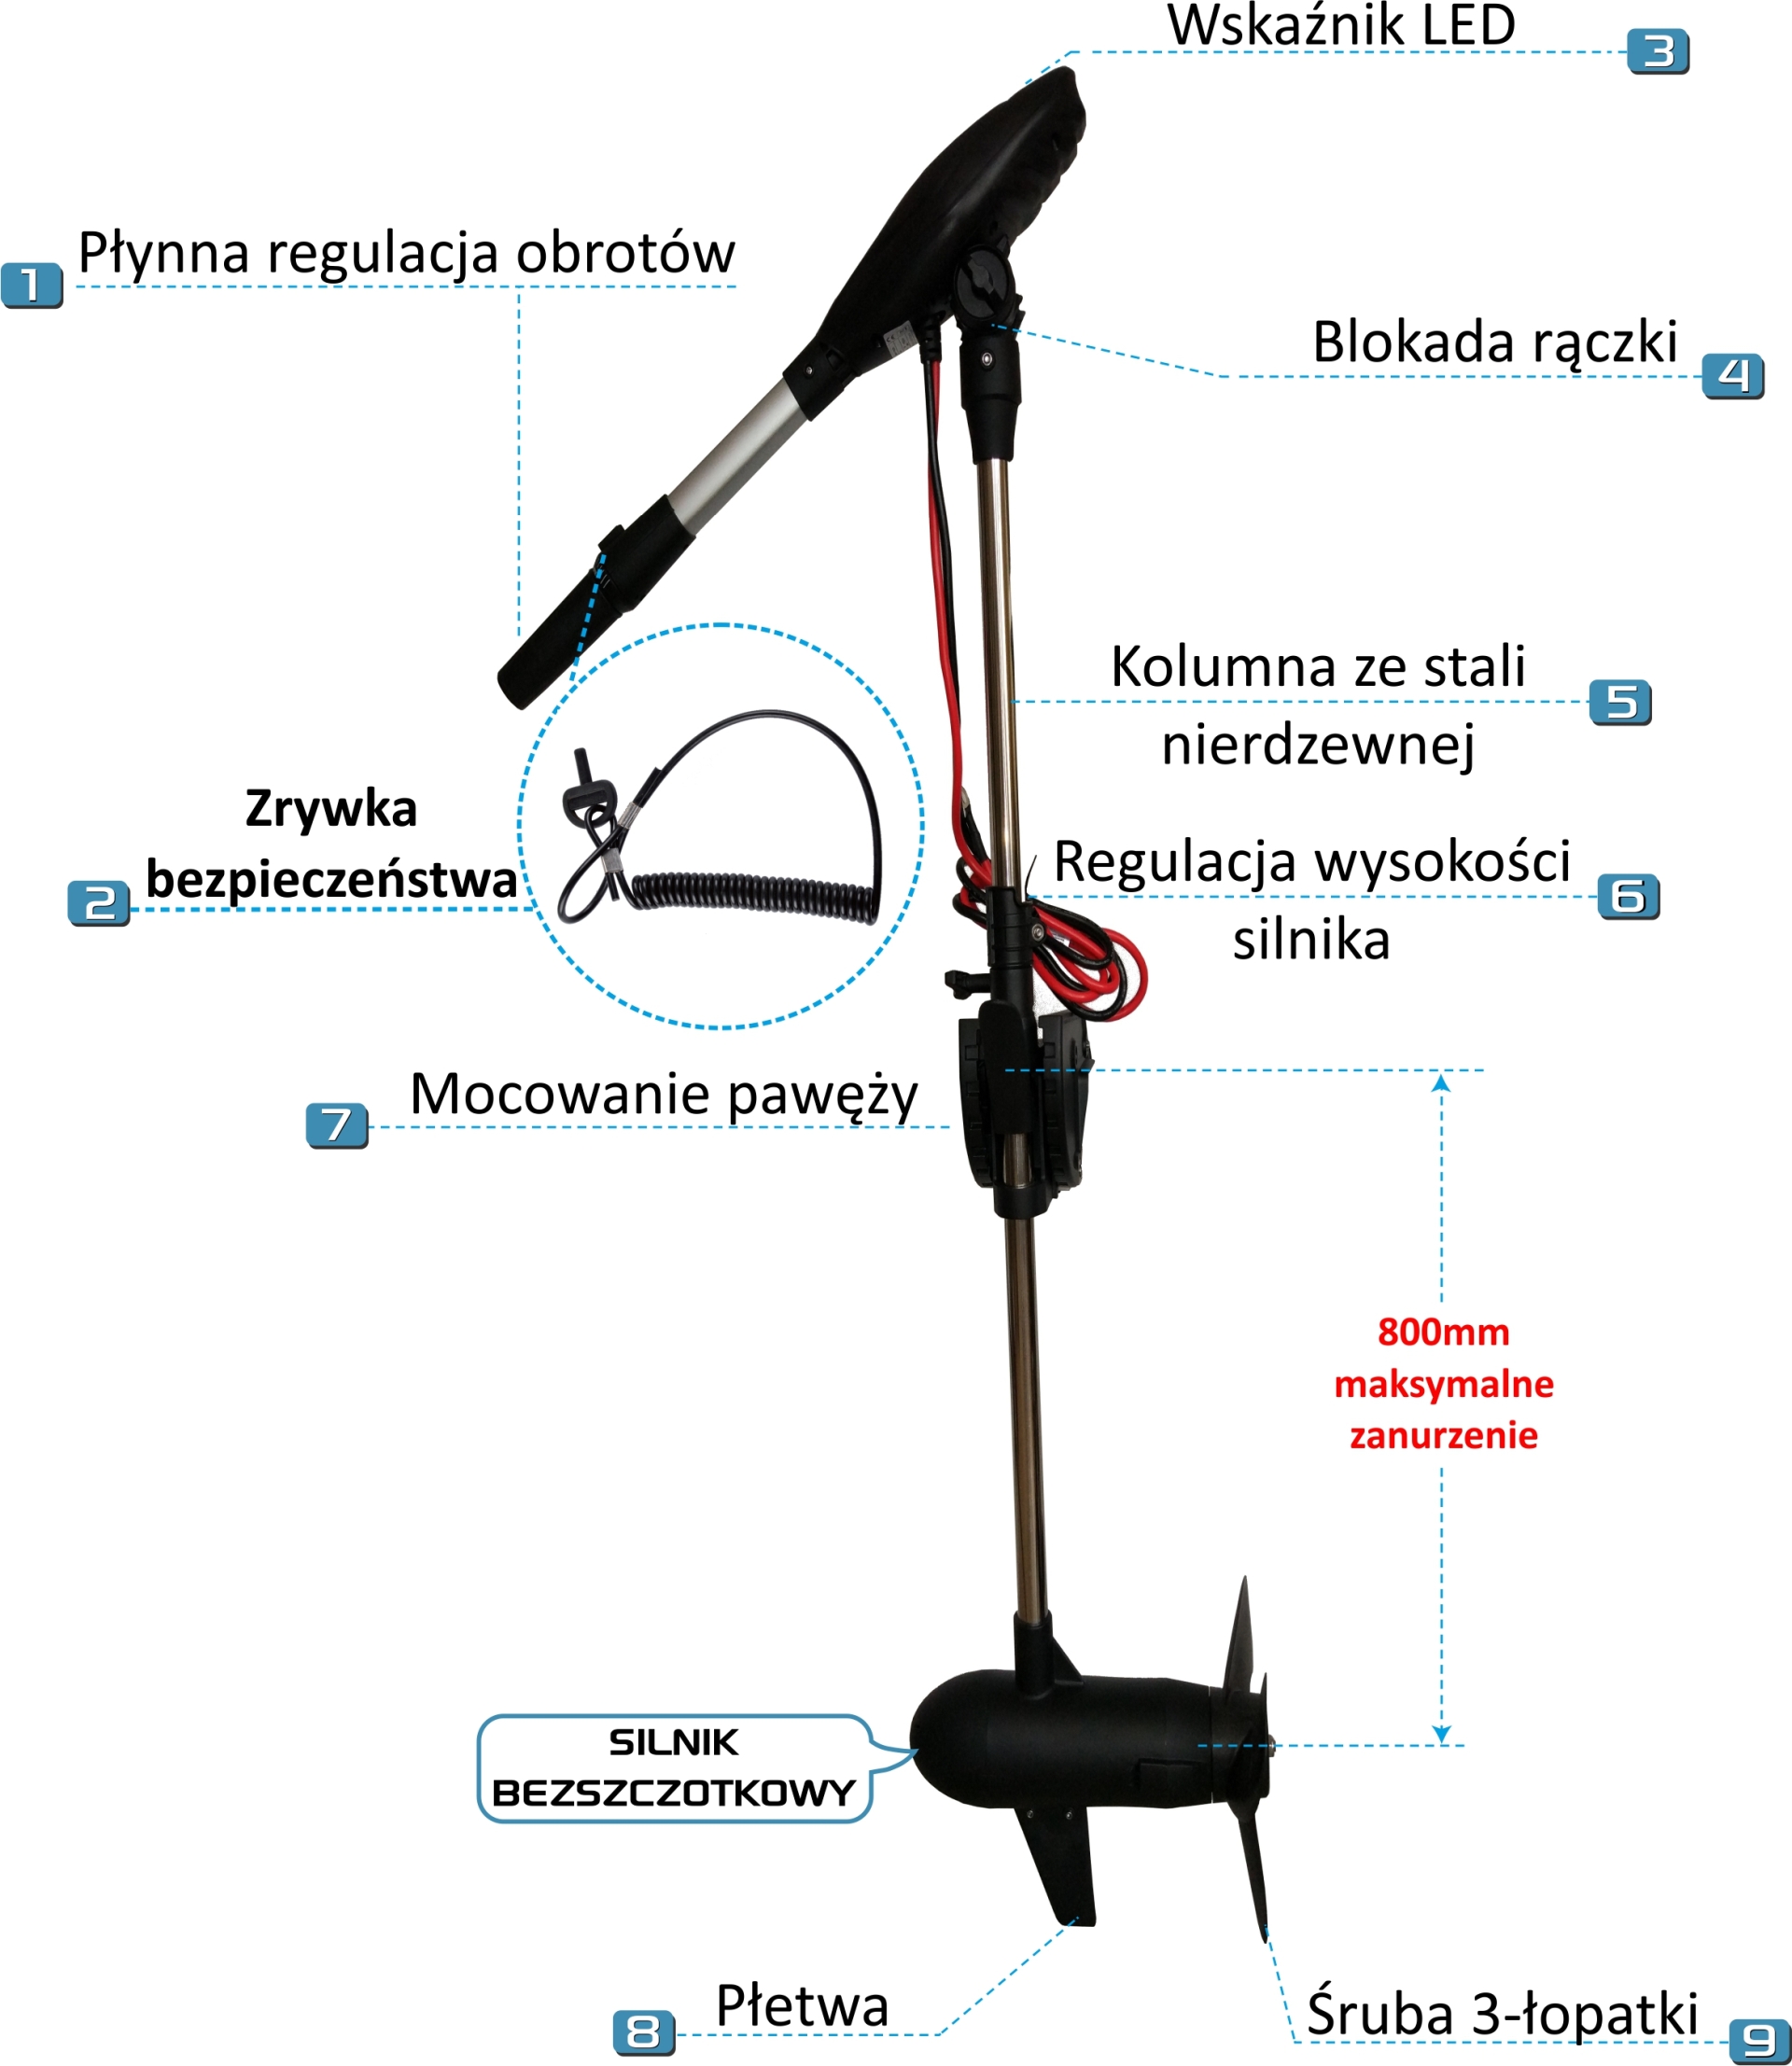 Wskaźnik LED
3
Płynna regulacja obrotów
1
Blokada rączki
4
Kolumna ze stali
5
nierdzewnej
Zrywka
bezpieczeństwa
2
Regulacja wysokości
6
silnika
Mocowanie pawęży
7
800mm
maksymalne
zanurzenie
SILNIK
BEZSZCZOTKOWY
Płetwa
8
Śruba 3-łopatki
9